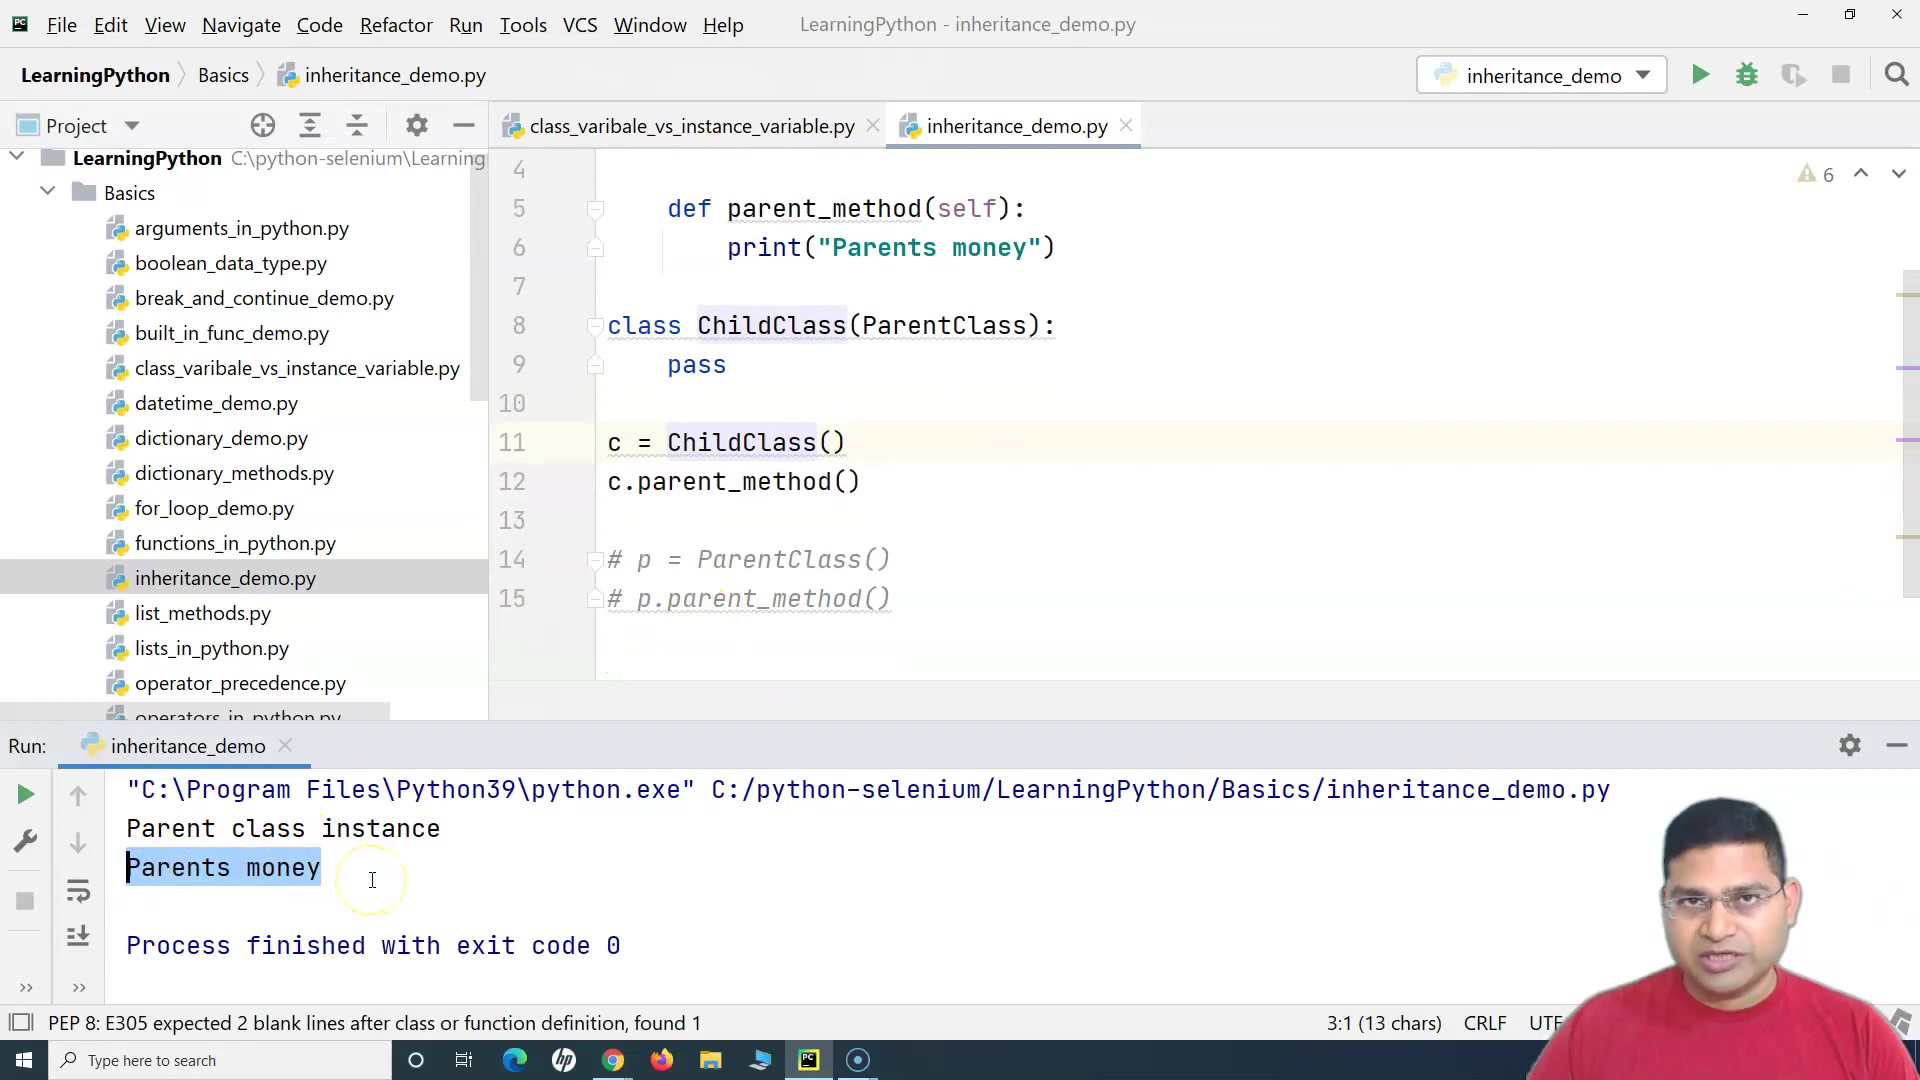 File Edit View Navigate Code Refactor Run Tools VCS Window Help LearningPython - inheritance_demo.py
LearningPython Basics inheritance_demo.py inheritance_demo
Project class_varibale_vs_instance_variable.py inheritance_demo.py
LearningPython C:\python-selenium\Learning
Basics
arguments_in_python.py
boolean_data_type.py
break_and_continue_demo.py
built_in_func_demo.py
class_varibale_vs_instance_variable.py
datetime_demo.py
dictionary_demo.py
dictionary_methods.py
for_loop_demo.py
functions_in_python.py
inheritance_demo.py
list_methods.py
lists_in_python.py
operator_precedence.py
operators_in_python.py
4
5 def parent_method(self):
6 print("Parents money")
7
8 class ChildClass(ParentClass):
9 pass
10
11 c = ChildClass()
12 c.parent_method()
13
14 # p = ParentClass()
15 # p.parent_method()
6
Run: inheritance_demo
"C:\Program Files\Python39\python.exe" C:/python-selenium/LearningPython/Basics/inheritance_demo.py
Parent class instance
Parents money
Process finished with exit code 0
PEP 8: E305 expected 2 blank lines after class or function definition, found 1 3:1 (13 chars) CRLF UTF
Type here to search